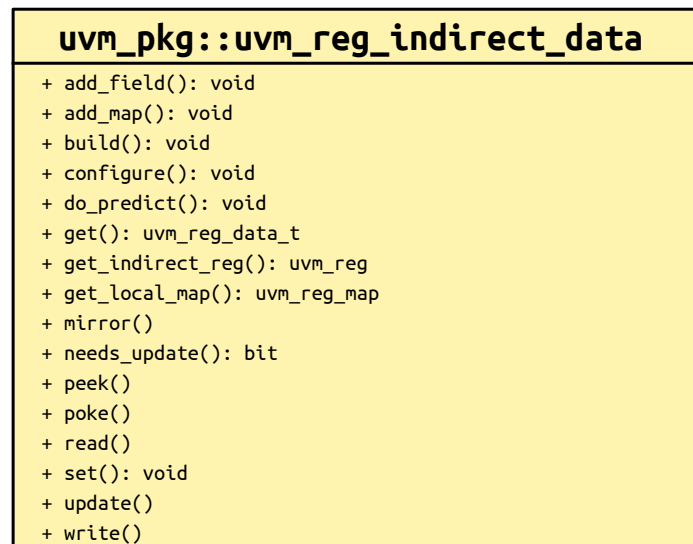 uvm_pkg::uvm_reg_indirect_data
+ add_field(): void
+ add_map(): void
+ build(): void
+ configure(): void
+ do_predict(): void
+ get(): uvm_reg_data_t
+ get_indirect_reg(): uvm_reg
+ get_local_map(): uvm_reg_map
+ mirror()
+ needs_update(): bit
+ peek()
+ poke()
+ read()
+ set(): void
+ update()
+ write()